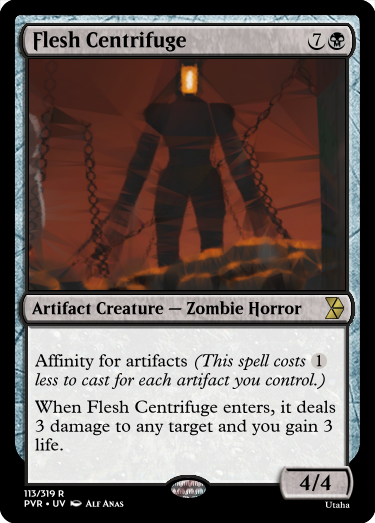 Flesh Centrifuge 7
Artifact Creature — Zombie Horror
Affinity for artifacts (This spell costs 1
less to cast for each artifact you control.)
When Flesh Centrifuge enters, it deals
3 damage to any target and you gain 3
life.
4/4
113/319 R
PVR • UV Alf Anas
Utaha